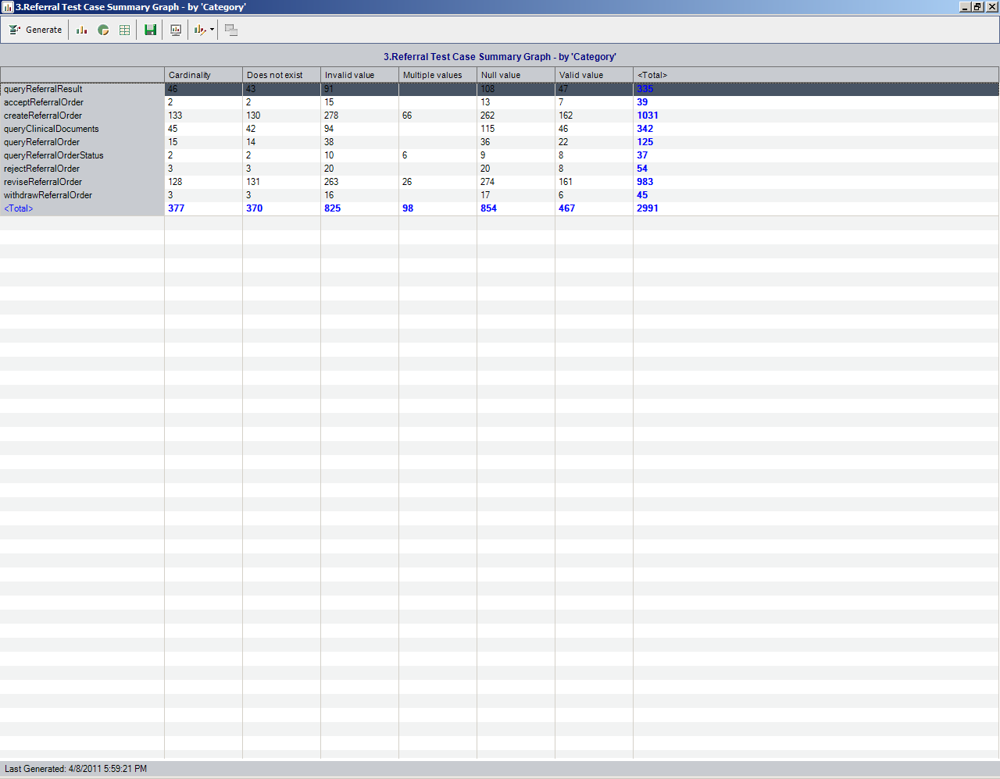 3.Referral Test Case Summary Graph - by 'Category'
Generate
3.Referral Test Case Summary Graph - by 'Category'
Cardinality Does not exist Invalid value Multiple values Null value Valid value <Total>
queryReferralResult 46 43 91 108 47 335
acceptReferralOrder 2 2 15 13 7 39
createReferralOrder 133 130 278 66 262 162 1031
queryClinicalDocuments 45 42 94 115 46 342
queryReferralOrder 15 14 38 36 22 125
queryReferralOrderStatus 2 2 10 6 9 8 37
rejectReferralOrder 3 3 20 20 8 54
reviseReferralOrder 128 131 263 26 274 161 983
withdrawReferralOrder 3 3 16 17 6 45
<Total> 377 370 825 98 854 467 2991
Last Generated: 4/8/2011 5:59:21 PM